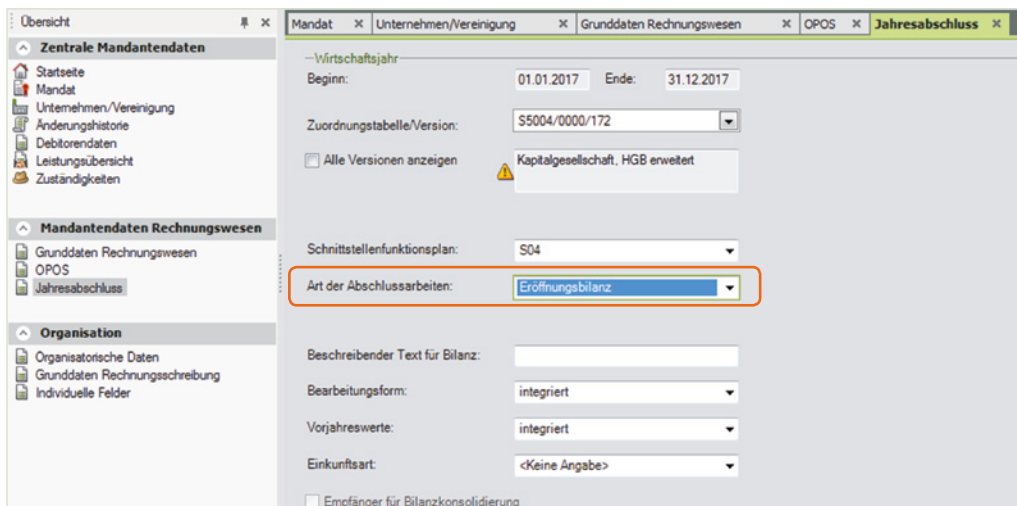 Übersicht
Zentrale Mandantendaten
Startseite
Mandat
Unternehmen/Vereinigung
Änderungshistorie
Debitorendaten
Leistungsübersicht
Zuständigkeiten
Mandantendaten Rechnungswesen
Grunddaten Rechnungswesen
OPOS
Jahresabschluss
Organisation
Organisatorische Daten
Grunddaten Rechnungsschreibung
Individuelle Felder
Mandat Unternehmen/Vereinigung Grunddaten Rechnungswesen OPOS Jahresabschluss
Wirtschaftsjahr
Beginn: 01.01.2017 Ende: 31.12.2017
Zuordnungstabelle/Version: S5004/0000/172
Alle Versionen anzeigen Kapitalgesellschaft, HGB erweitert
Schnittstellenfunktionsplan: S04
Art der Abschlussarbeiten: Eröffnungsbilanz
Beschreibender Text für Bilanz:
Bearbeitungsform: integriert
Vorjahreswerte: integriert
Einkunftsart: <Keine Angabe>
Empfänger für Bilanzkonsolidierung